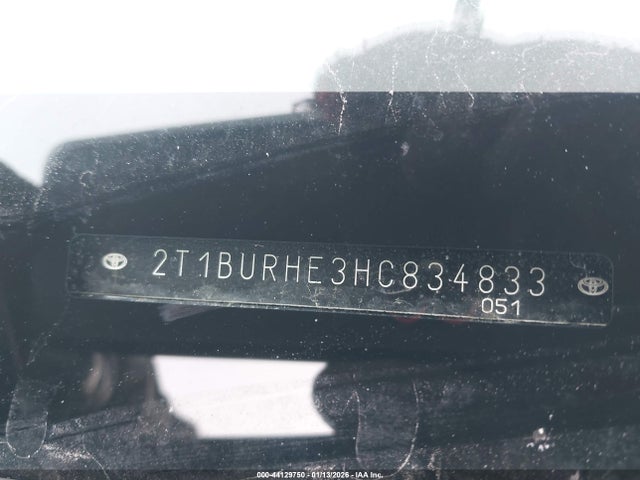 2T1BURHE3HC834833
051
000-44129750 - 01/13/2026 - IAA Inc.